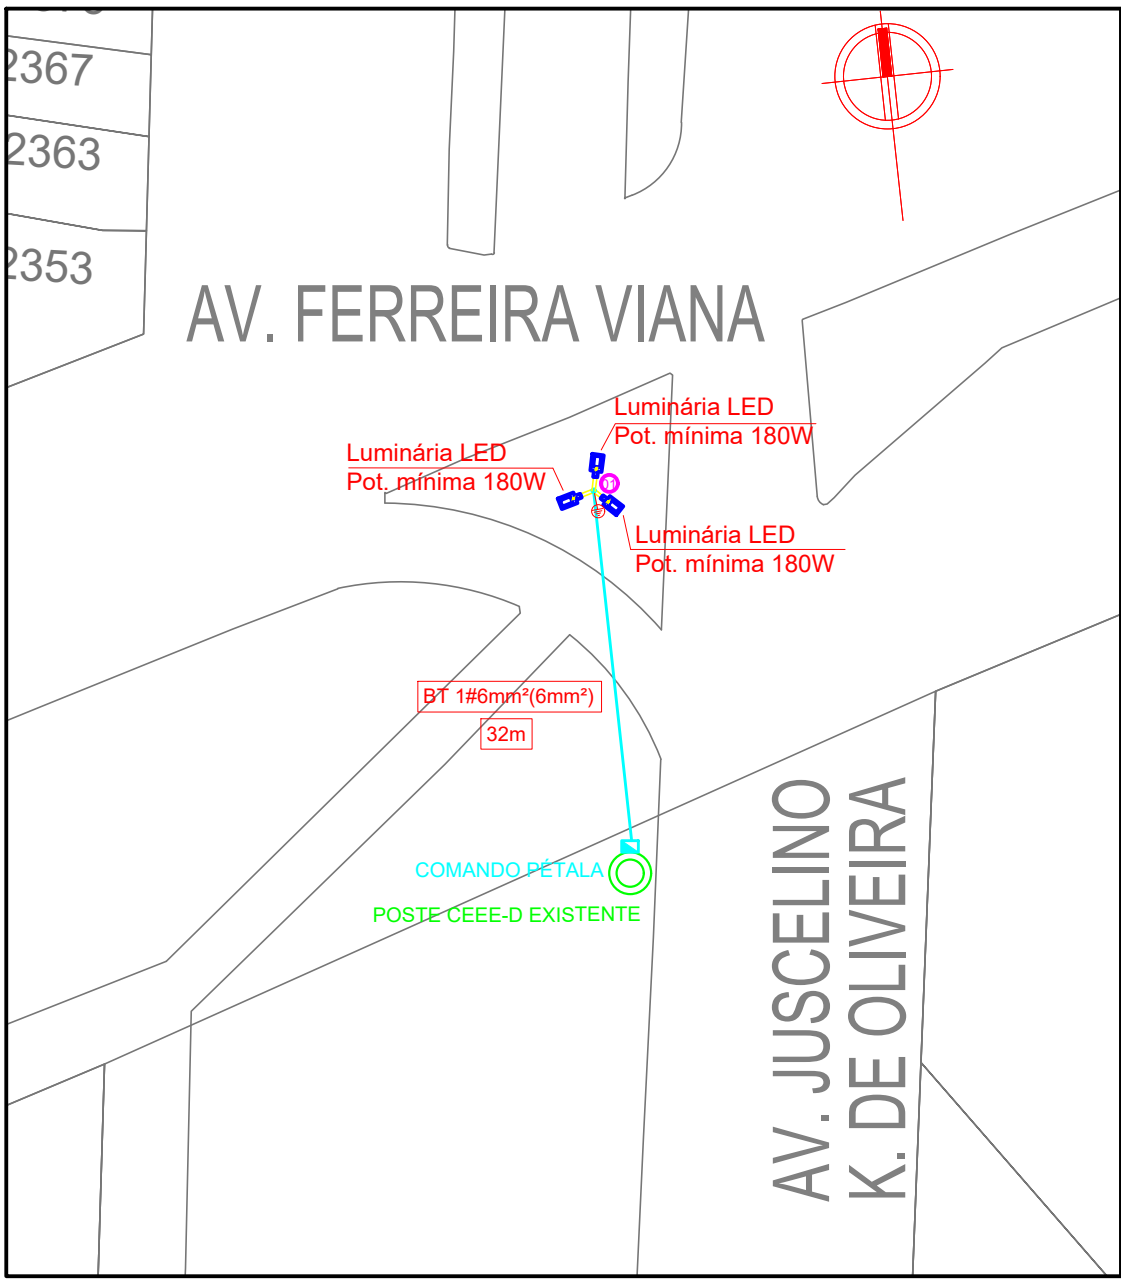 2367
2363
2353
AV. FERREIRA VIANA
Luminária LED
Pot. mínima 180W
Luminária LED
Pot. mínima 180W
01
Luminária LED
Pot. mínima 180W
BT 1#6mm²(6mm²)
32m
COMANDO PÉTALA
POSTE CEEE-D EXISTENTE
AV. JUSCELINO
K. DE OLIVEIRA